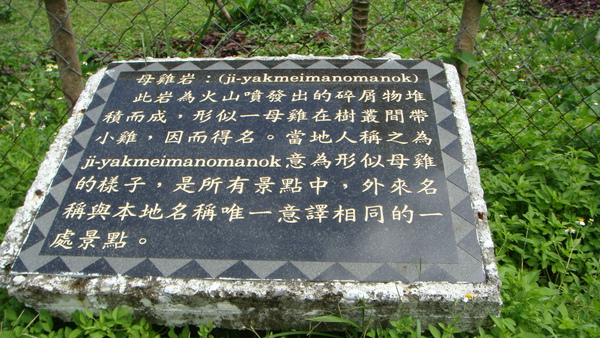 母雞岩：(ji-yakmeimanomanok)
此岩為火山噴發出的碎屑物堆
積而成，形似一母雞在樹叢間帶
小雞，因而得名。當地人稱之為
ji-yakmeimanomanok意為形似母雞
的樣子，是所有景點中，外來名
稱與本地名稱唯一意譯相同的一
處景點。